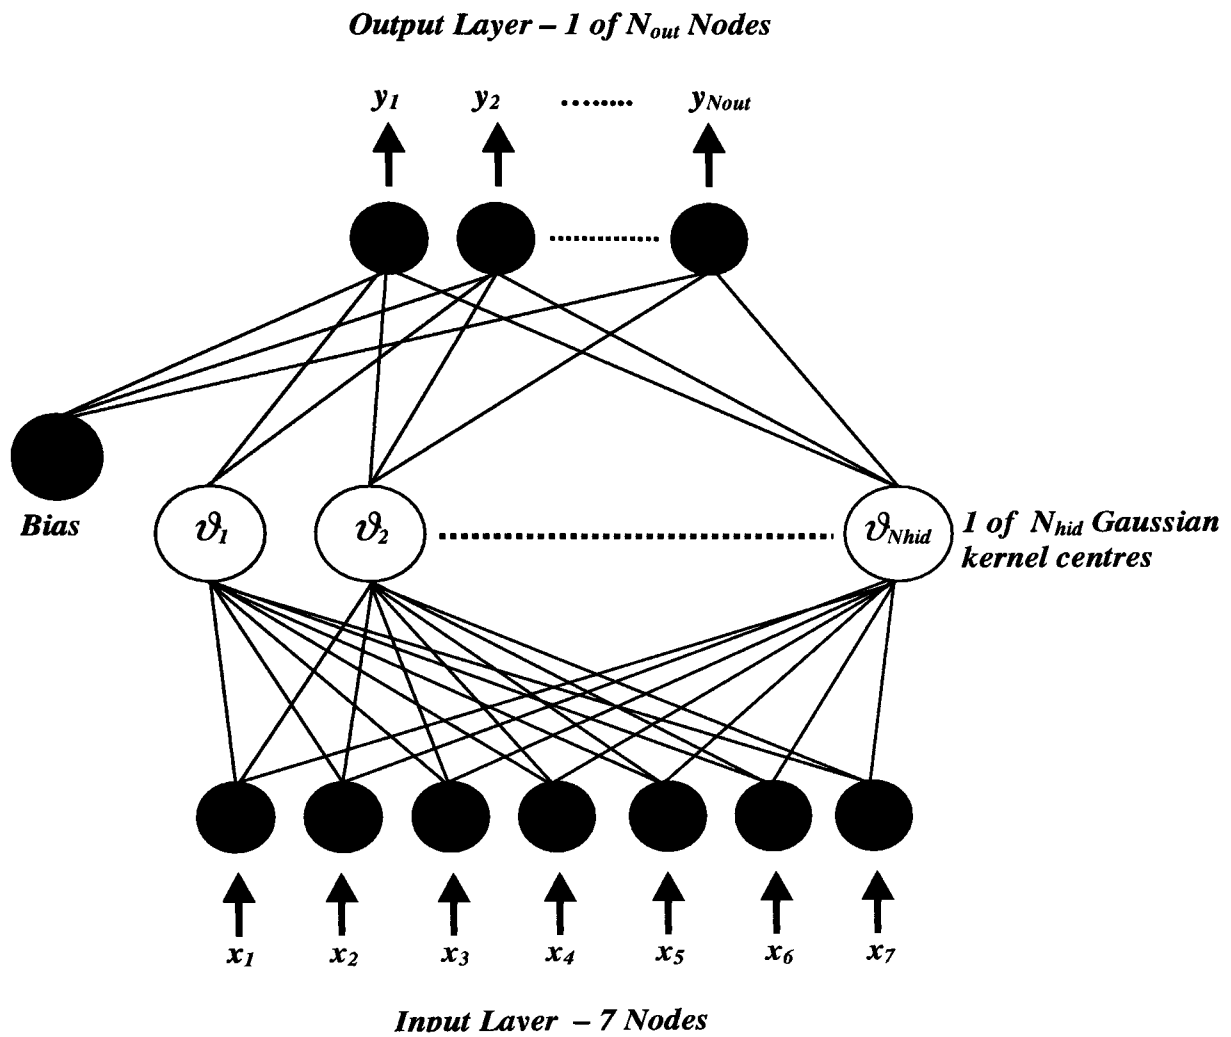 Output Layer – 1 of Nout Nodes
y1 y2 ........ yNout
Bias
ϑ1 ϑ2 ϑNhid
1 of Nhid Gaussian
kernel centres
x1 x2 x3 x4 x5 x6 x7
Input Layer – 7 Nodes